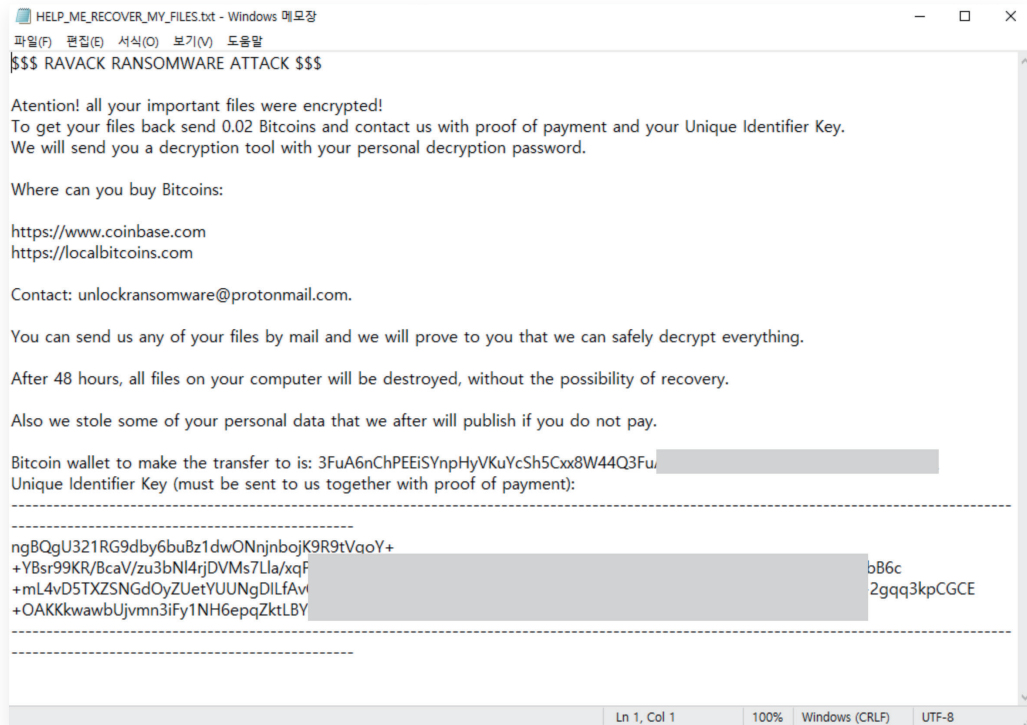 HELP_ME_RECOVER_MY_FILES.txt - Windows 메모장
파일(F) 편집(E) 서식(O) 보기(V) 도움말
$$$ RAVACK RANSOMWARE ATTACK $$$
Atention! all your important files were encrypted!
To get your files back send 0.02 Bitcoins and contact us with proof of payment and your Unique Identifier Key.
We will send you a decryption tool with your personal decryption password.
Where can you buy Bitcoins:
https://www.coinbase.com
https://localbitcoins.com
Contact: unlockransomware@protonmail.com.
You can send us any of your files by mail and we will prove to you that we can safely decrypt everything.
After 48 hours, all files on your computer will be destroyed, without the possibility of recovery.
Also we stole some of your personal data that we after will publish if you do not pay.
Bitcoin wallet to make the transfer to is: 3FuA6nChPEEiSYnpHyVKuYcSh5Cxx8W44Q3Fu
Unique Identifier Key (must be sent to us together with proof of payment):
------------------------------------------------------------------------------------------------------------------------------------------------
-------------------------------------------------
ngBQgU321RG9dby6buBz1dwONnjnbojK9R9tVqoY+
+YBsr99KR/BcaV/zu3bNl4rjDVMs7Lla/xq bB6c
+mL4vD5TXZSNGdOyZUetYUUNgDILfAv 2gqq3kpCGCE
+OAKKkwawbUjvmn3iFy1NH6epqZktLBY
------------------------------------------------------------------------------------------------------------------------------------------------
-------------------------------------------------
Ln 1, Col 1 100% Windows (CRLF) UTF-8